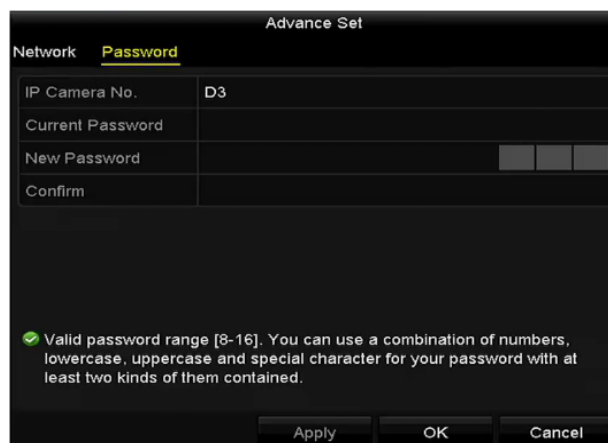 Advance Set
Network Password
IP Camera No. D3
Current Password
New Password
Confirm
Valid password range [8-16]. You can use a combination of numbers,
lowercase, uppercase and special character for your password with at
least two kinds of them contained.
Apply OK Cancel